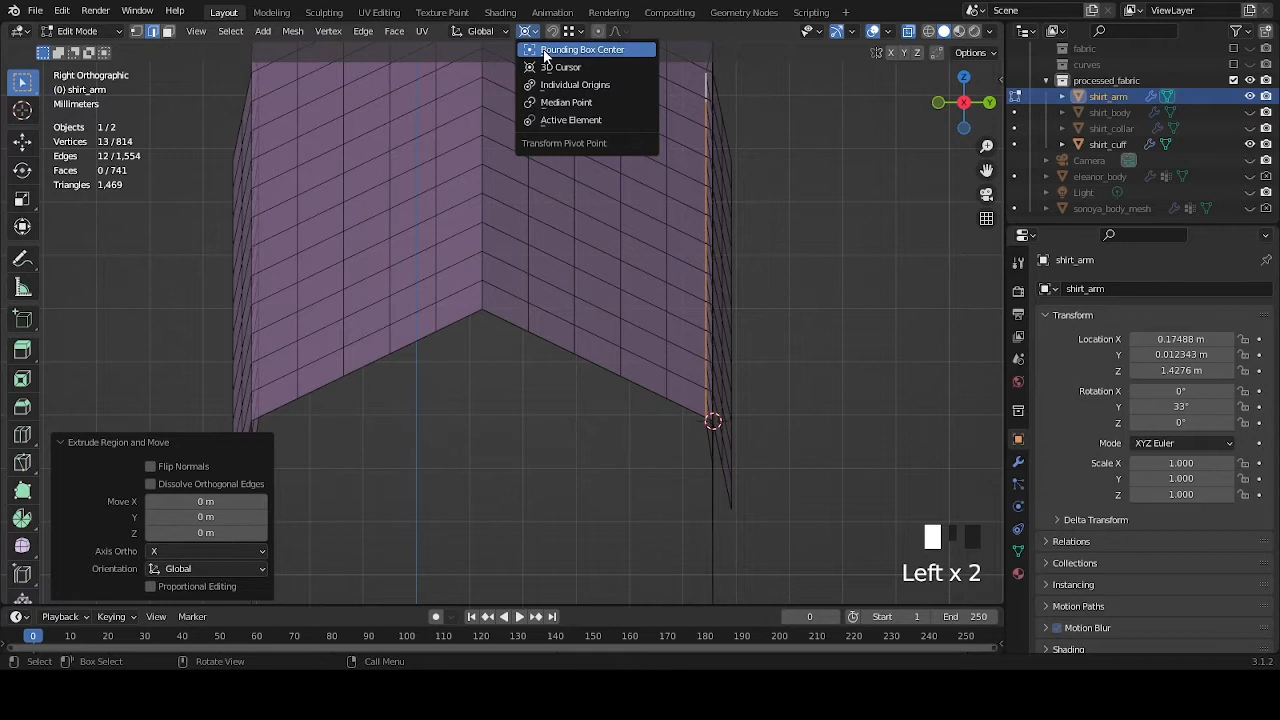 File Edit Render Window Help Layout Modeling Sculpting UV Editing Texture Paint Shading Animation Rendering Compositing Geometry Nodes Scripting Scene ViewLayer
Edit Mode View Select Add Mesh Vertex Edge Face UV Global
X Y Z Options
Right Orthographic
(0) shirt_arm
Millimeters
Objects 1/2
Vertices 13/814
Edges 12/1,554
Faces 0/741
Triangles 1,469
Bounding Box Center
3D Cursor
Individual Origins
Median Point
Active Element
Transform Pivot Point
Z
X
Y
fabric
curves
processed_fabric
shirt_arm
shirt_body
shirt_collar
shirt_cuff
Camera
eleanor_body
Light
sonoya_body_mesh
shirt_arm
shirt_arm
Transform
Location X 0.17488 m
Y 0.012343 m
Z 1.4276 m
Rotation X 0°
Y 33°
Z 0°
Mode XYZ Euler
Scale X 1.000
Y 1.000
Z 1.000
Delta Transform
Relations
Collections
Instancing
Motion Paths
Motion Blur
Shading
Extrude Region and Move
Flip Normals
Dissolve Orthogonal Edges
Move X 0 m
Y 0 m
Z 0 m
Axis Ortho X
Orientation Global
Proportional Editing
Left x 2
Playback Keying View Marker 0 Start 1 End 250
0 10 20 30 40 50 60 70 80 90 100 110 120 130 140 150 160 170 180 190 200 210 220 230 240 250
Select Box Select Rotate View Call Menu 3.1.2